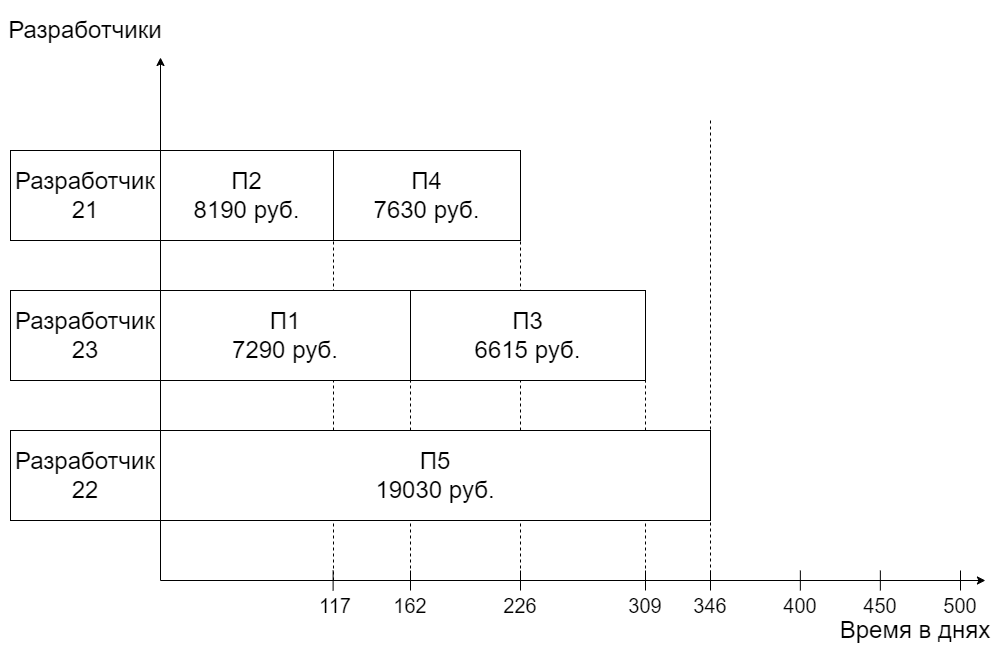 Разработчики
Разработчик
21
П2
8190 руб.
П4
7630 руб.
Разработчик
23
П1
7290 руб.
П3
6615 руб.
Разработчик
22
П5
19030 руб.
117
162
226
309
346
400
450
500
Время в днях